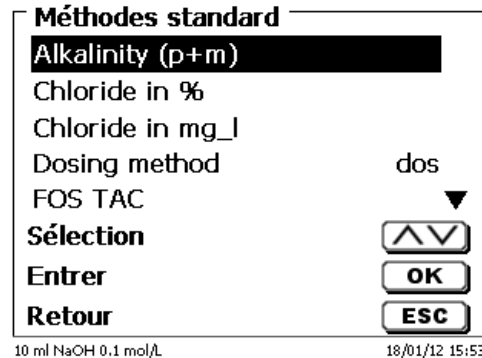 Méthodes standard
Alkalinity (p+m)
Chloride in %
Chloride in mg_l
Dosing method dos
FOS TAC
Sélection
Entrer OK
Retour ESC
10 ml NaOH 0.1 mol/L 18/01/12 15:53